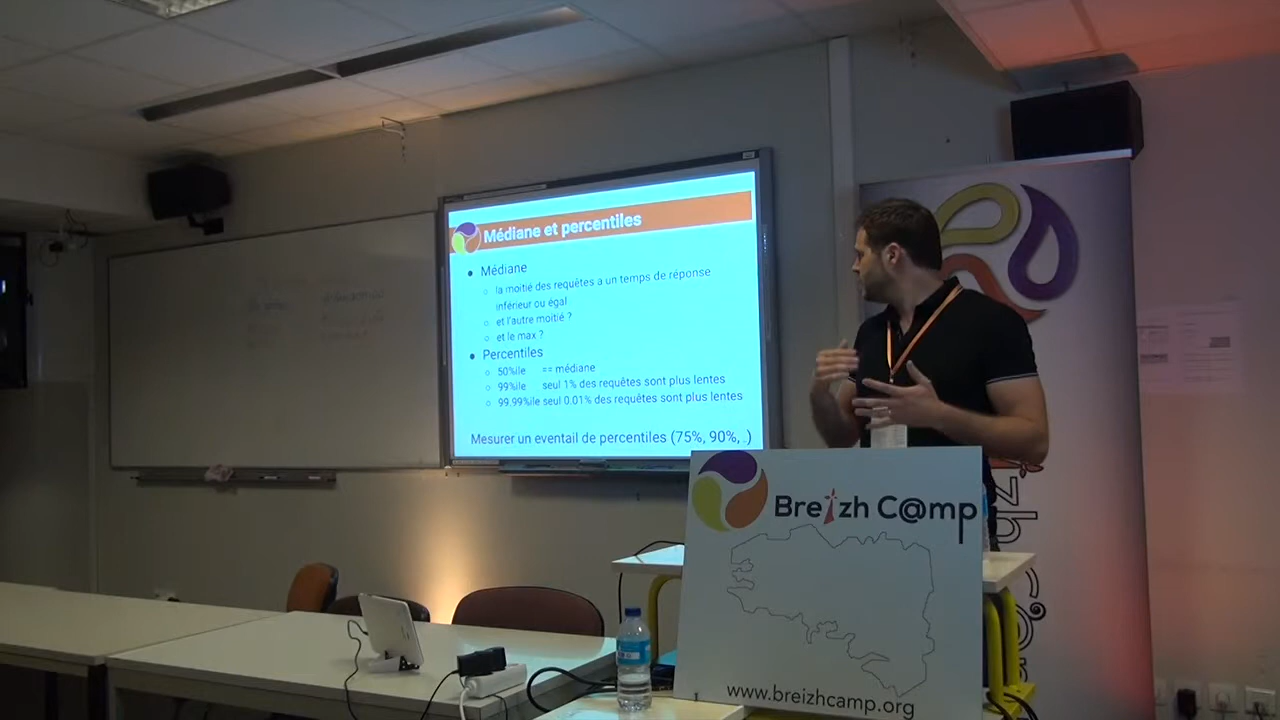 Médiane et percentiles
● Médiane
○ la moitié des requêtes a un temps de réponse
inférieur ou égal
○ et l'autre moitié ?
○ et le max ?
● Percentiles
○ 50%ile == médiane
○ 99%ile seul 1% des requêtes sont plus lentes
○ 99.99%ile seul 0.01% des requêtes sont plus lentes
Mesurer un eventail de percentiles (75%, 90%, ..)
Breizh C@mp
www.breizhcamp.org
zh